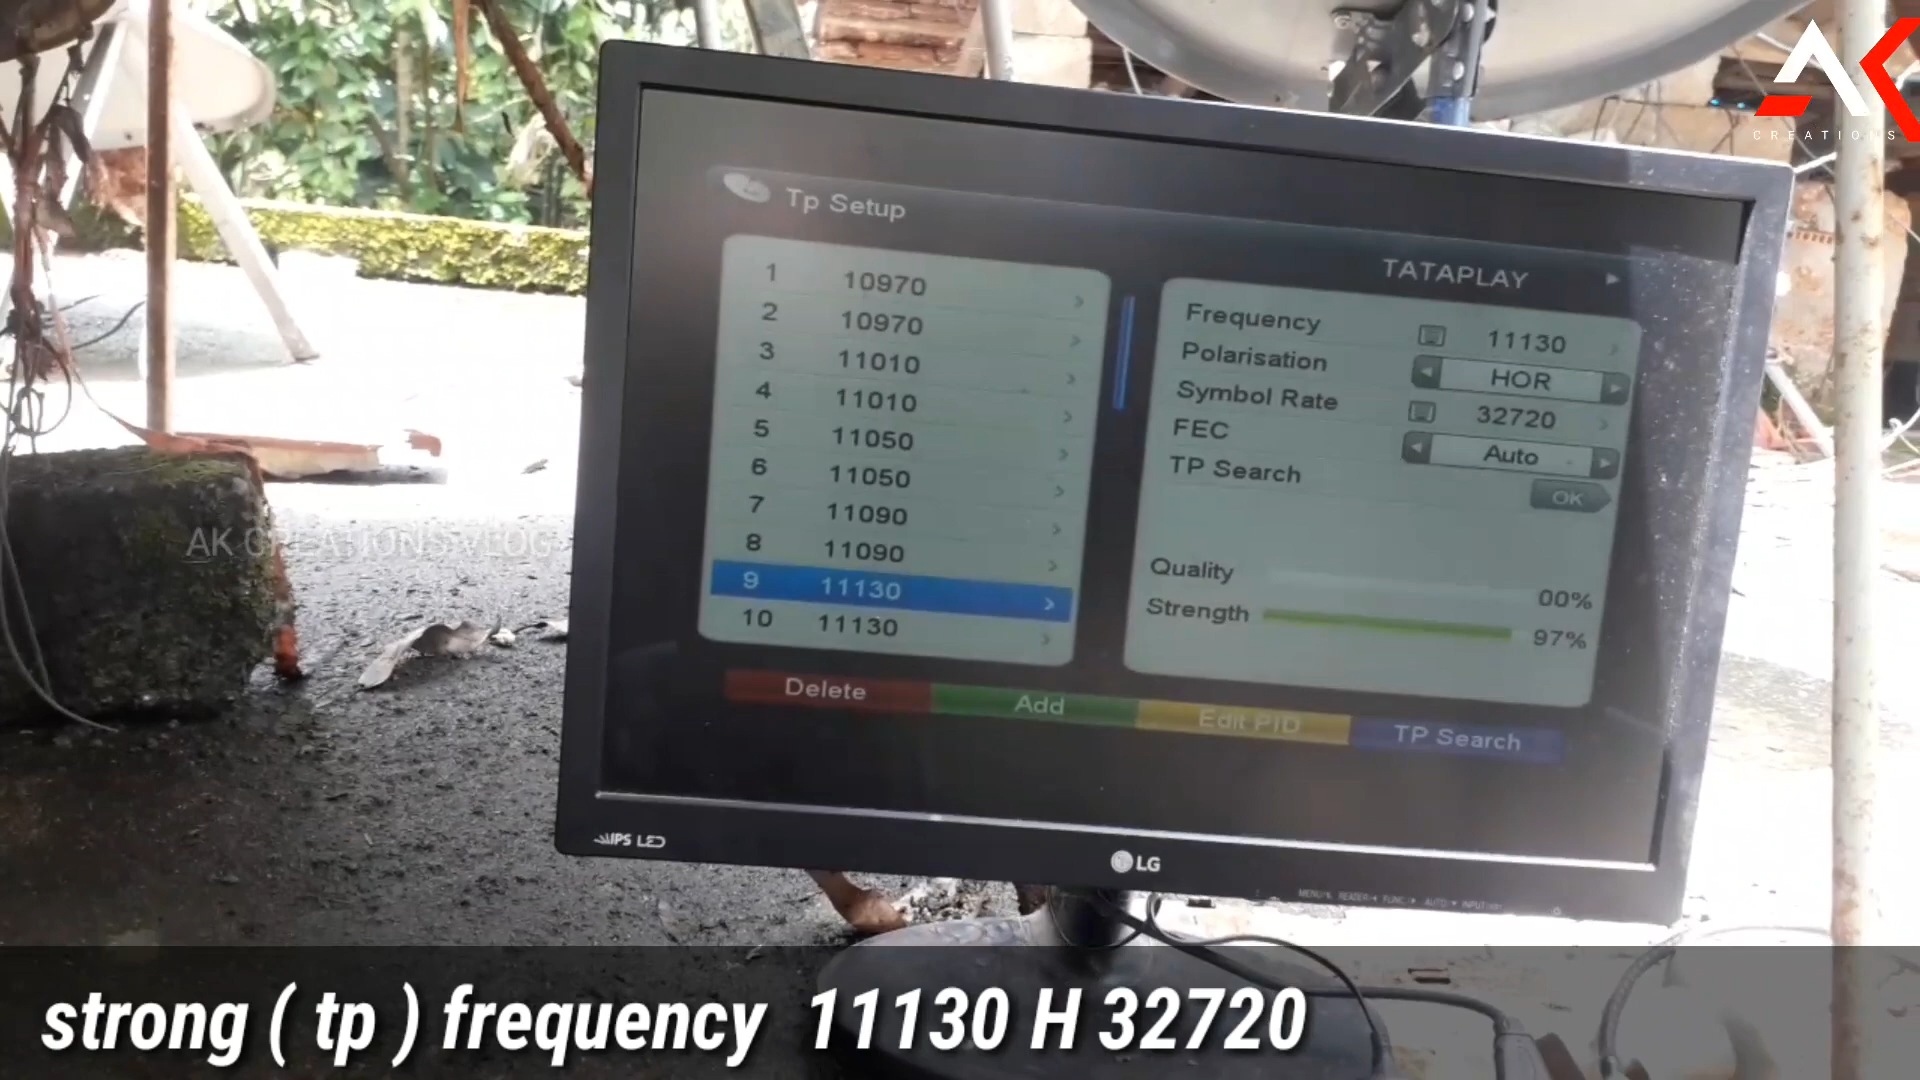 AK
CREATIONS
Tp Setup
TATAPLAY
1 10970
2 10970
3 11010
4 11010
5 11050
6 11050
7 11090
8 11090
9 11130
10 11130
Frequency 11130
Polarisation HOR
Symbol Rate 32720
FEC Auto
TP Search OK
Quality 00%
Strength 97%
Delete Add Edit PID TP Search
AK CREATIONS VLOG
IPS LED
LG
strong ( tp ) frequency 11130 H 32720